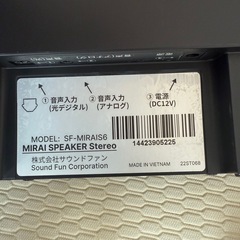 ① 音声入力
(光デジタル)
② 音声入力
(アナログ)
③ 電源
(DC12V)
MODEL: SF-MIRAIS6
MIRAI SPEAKER Stereo
株式会社サウンドファン
Sound Fun Corporation
14423905225
MADE IN VIETNAM
22ST068